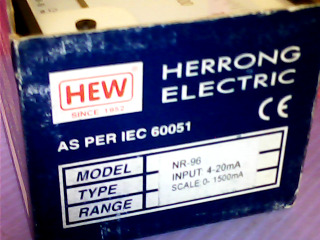 HEW
SINCE 1952
HERRONG
ELECTRIC
CE
AS PER IEC 60051
MODEL NR-96
TYPE INPUT: 4-20mA
RANGE SCALE:0- 1500mA